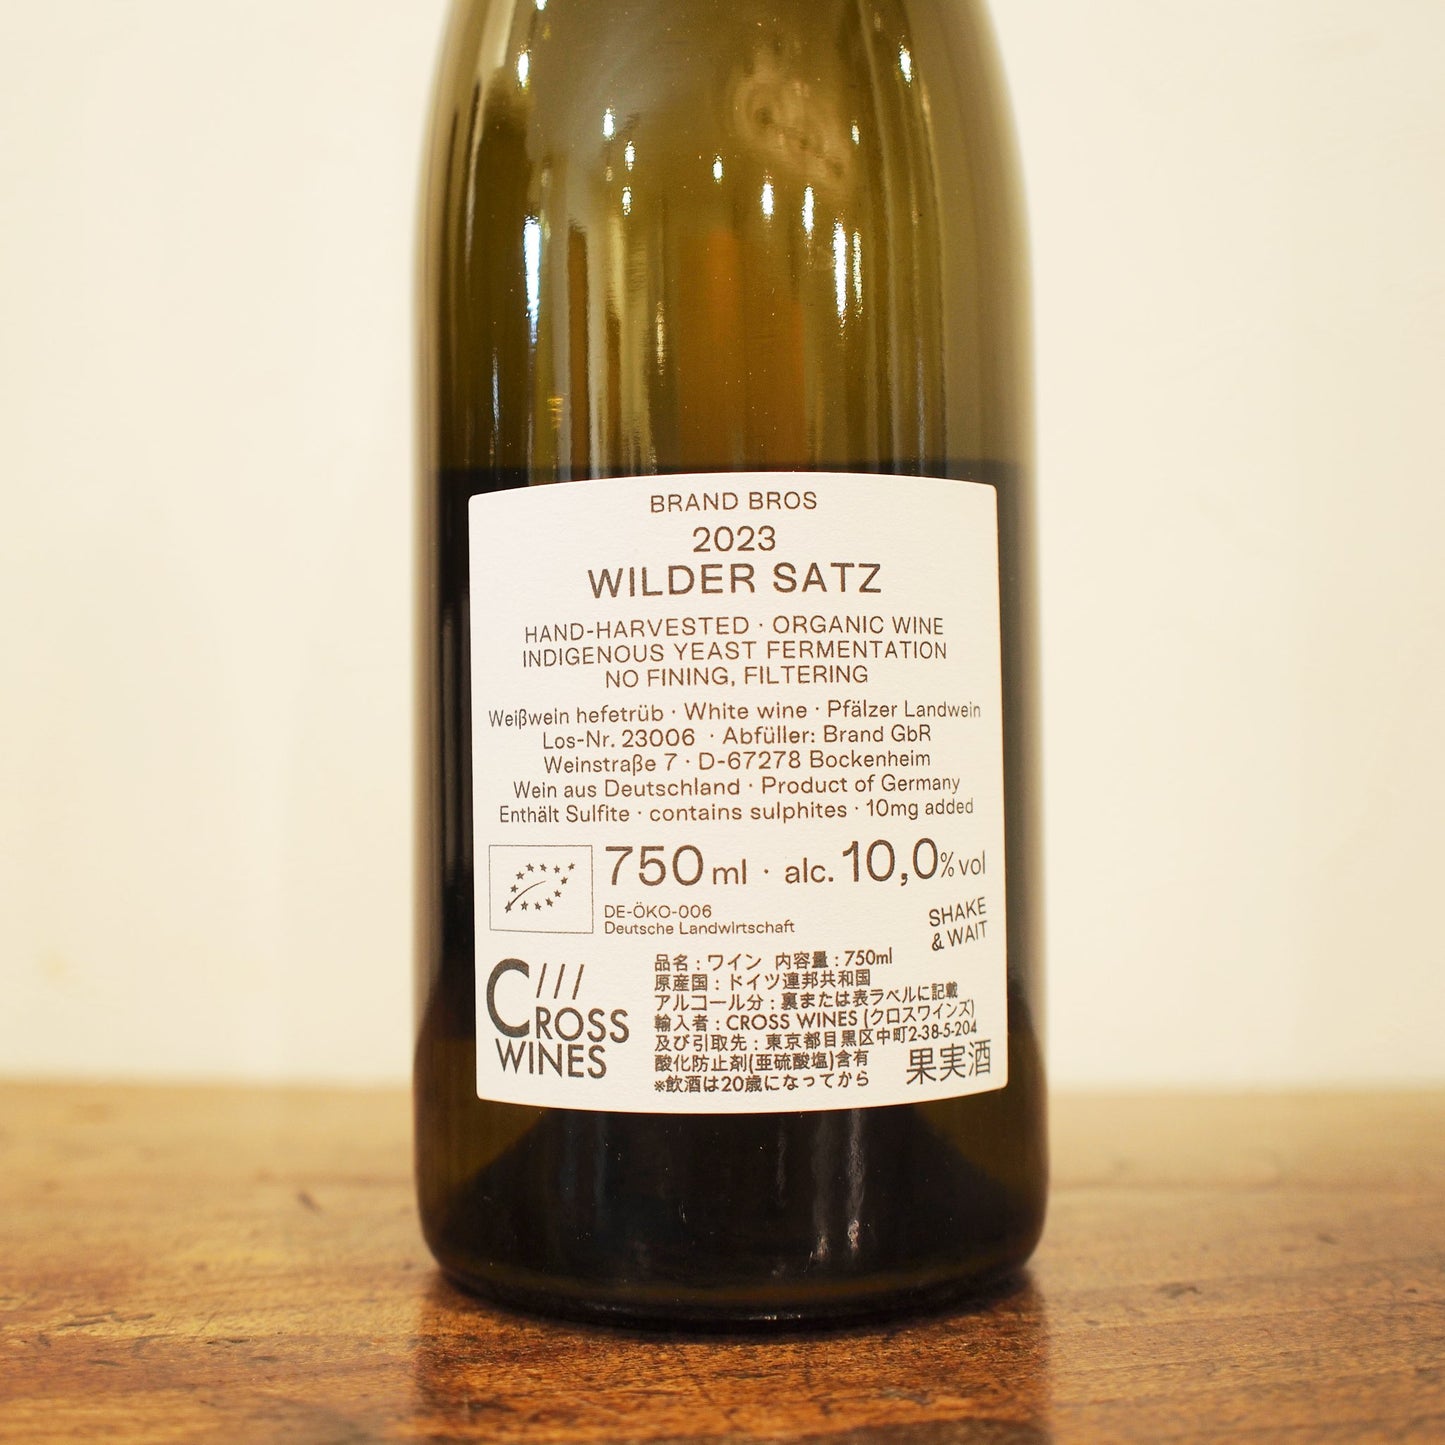 BRAND BROS
2023
WILDER SATZ
HAND-HARVESTED · ORGANIC WINE
INDIGENOUS YEAST FERMENTATION
NO FINING, FILTERING
Weißwein hefetrüb · White wine · Pfälzer Landwein
Los-Nr. 23006 · Abfüller: Brand GbR
Weinstraße 7 · D-67278 Bockenheim
Wein aus Deutschland · Product of Germany
Enthält Sulfite · contains sulphites · 10mg added
750 ml · alc. 10,0% vol
DE-ÖKO-006
Deutsche Landwirtschaft
SHAKE
& WAIT
CROSS
WINES
品名：ワイン 内容量：750ml
原産国：ドイツ連邦共和国
アルコール分：裏または表ラベルに記載
輸入者：CROSS WINES (クロスワインズ)
及び引取先：東京都目黒区中町2-38-5-204
酸化防止剤(亜硫酸塩)含有
※飲酒は20歳になってから
果実酒